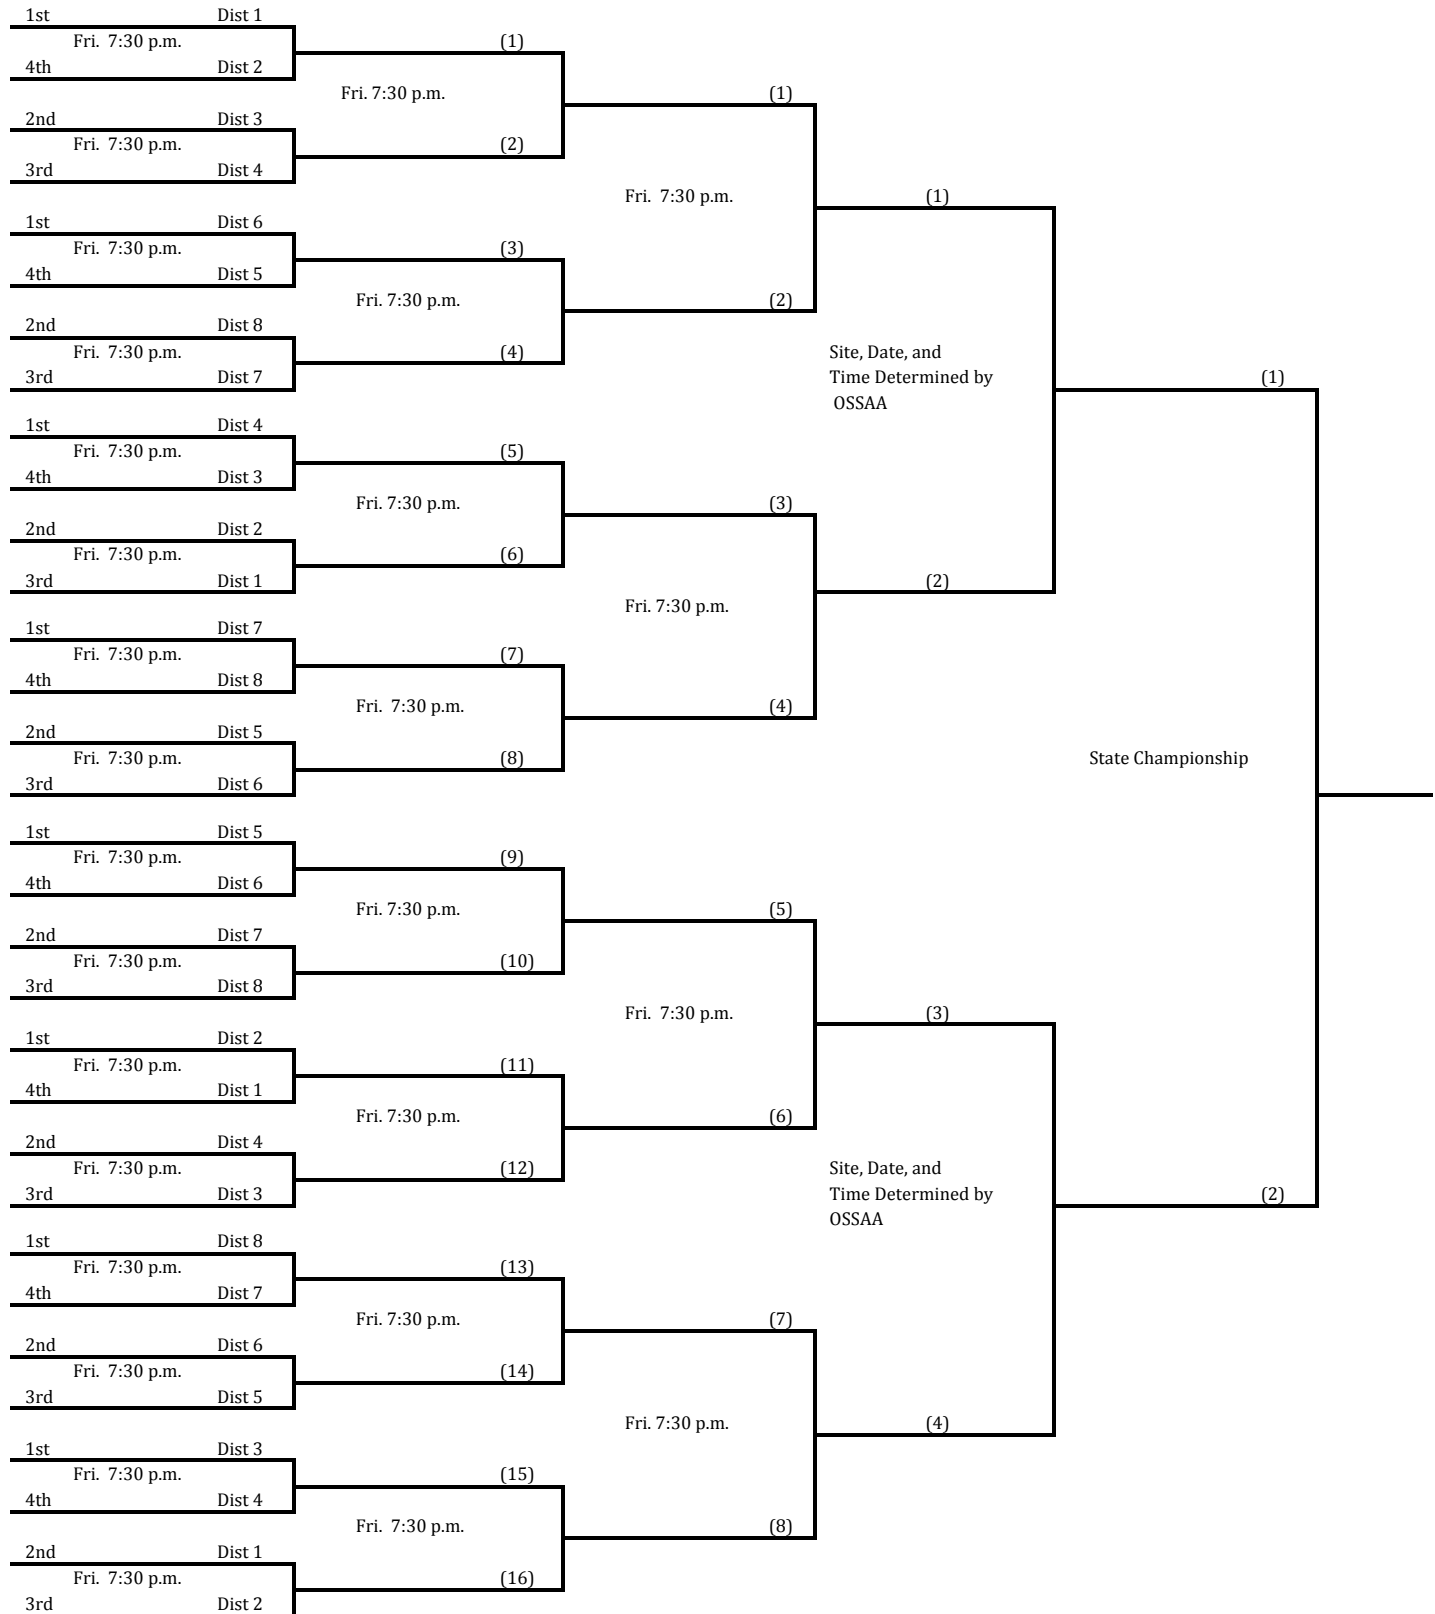 1st Dist 1
Fri. 7:30 p.m. (1)
4th Dist 2
Fri. 7:30 p.m. (1)
2nd Dist 3
Fri. 7:30 p.m. (2)
3rd Dist 4
Fri. 7:30 p.m. (1)
1st Dist 6
Fri. 7:30 p.m. (3)
4th Dist 5
Fri. 7:30 p.m. (2)
2nd Dist 8
Fri. 7:30 p.m. (4) Site, Date, and
3rd Dist 7 Time Determined by (1)
OSSAA
1st Dist 4
Fri. 7:30 p.m. (5)
4th Dist 3
Fri. 7:30 p.m. (3)
2nd Dist 2
Fri. 7:30 p.m. (6)
3rd Dist 1 (2)
Fri. 7:30 p.m.
1st Dist 7
Fri. 7:30 p.m. (7)
4th Dist 8
Fri. 7:30 p.m. (4)
2nd Dist 5
Fri. 7:30 p.m. (8) State Championship
3rd Dist 6
1st Dist 5
Fri. 7:30 p.m. (9)
4th Dist 6
Fri. 7:30 p.m. (5)
2nd Dist 7
Fri. 7:30 p.m. (10)
3rd Dist 8
Fri. 7:30 p.m. (3)
1st Dist 2
Fri. 7:30 p.m. (11)
4th Dist 1
Fri. 7:30 p.m. (6)
2nd Dist 4
Fri. 7:30 p.m. (12) Site, Date, and
3rd Dist 3 Time Determined by (2)
OSSAA
1st Dist 8
Fri. 7:30 p.m. (13)
4th Dist 7
Fri. 7:30 p.m. (7)
2nd Dist 6
Fri. 7:30 p.m. (14)
3rd Dist 5
Fri. 7:30 p.m. (4)
1st Dist 3
Fri. 7:30 p.m. (15)
4th Dist 4
Fri. 7:30 p.m. (8)
2nd Dist 1
Fri. 7:30 p.m. (16)
3rd Dist 2